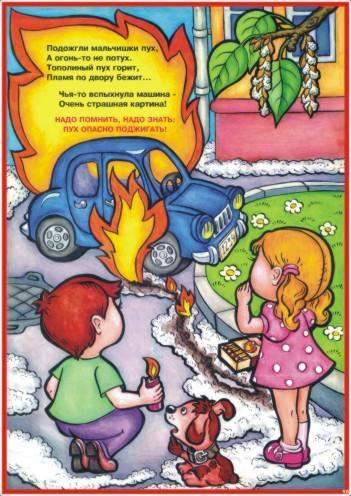 Подожгли мальчишки пух,
А огонь-то не потух.
Тополиный пух горит,
Пламя по двору бежит...
Чья-то вспыхнула машина -
Очень страшная картина!
НАДО ПОМНИТЬ, НАДО ЗНАТЬ:
ПУХ ОПАСНО ПОДЖИГАТЬ!